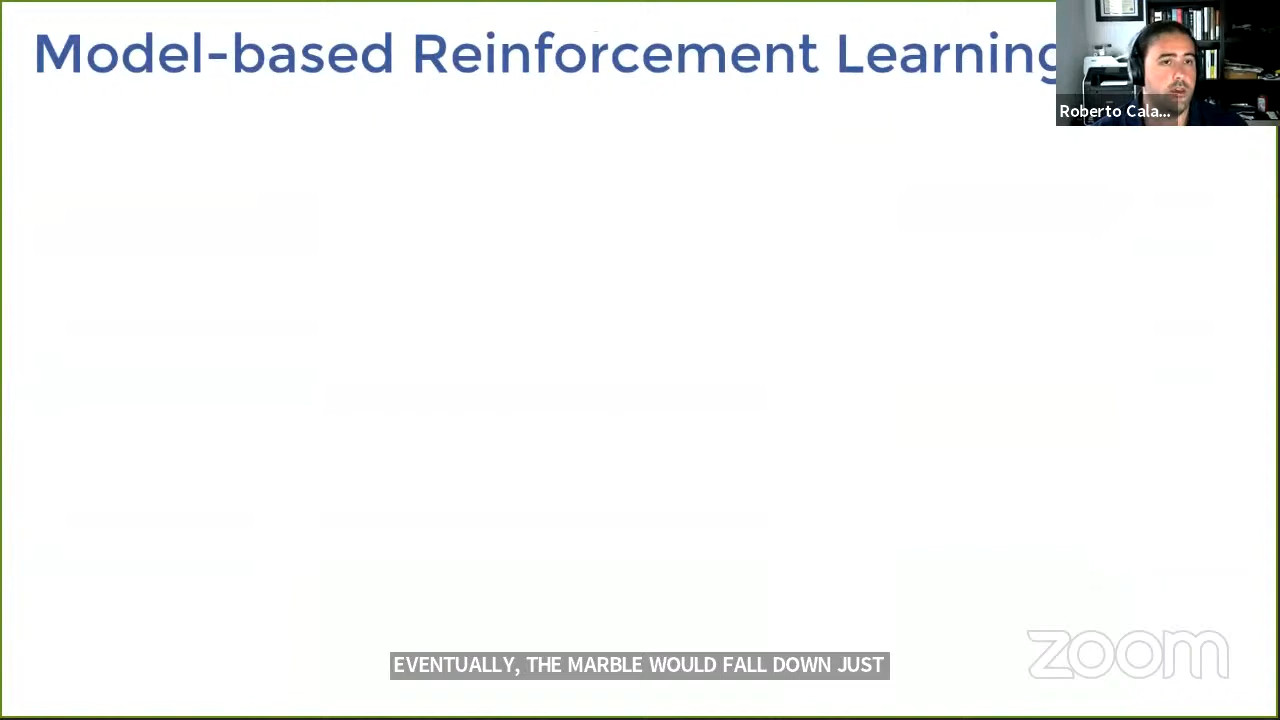 Model-based Reinforcement Learning
Roberto Cala...
EVENTUALLY, THE MARBLE WOULD FALL DOWN JUST
zoom